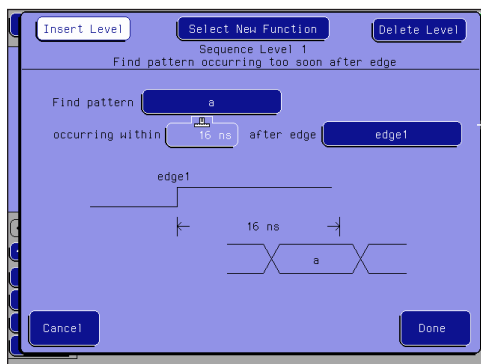 Insert Level Select New Function Delete Level
Sequence Level 1
Find pattern occurring too soon after edge
Find pattern a
occurring within 16 ns after edge edge1
edge1
16 ns
a
Cancel Done